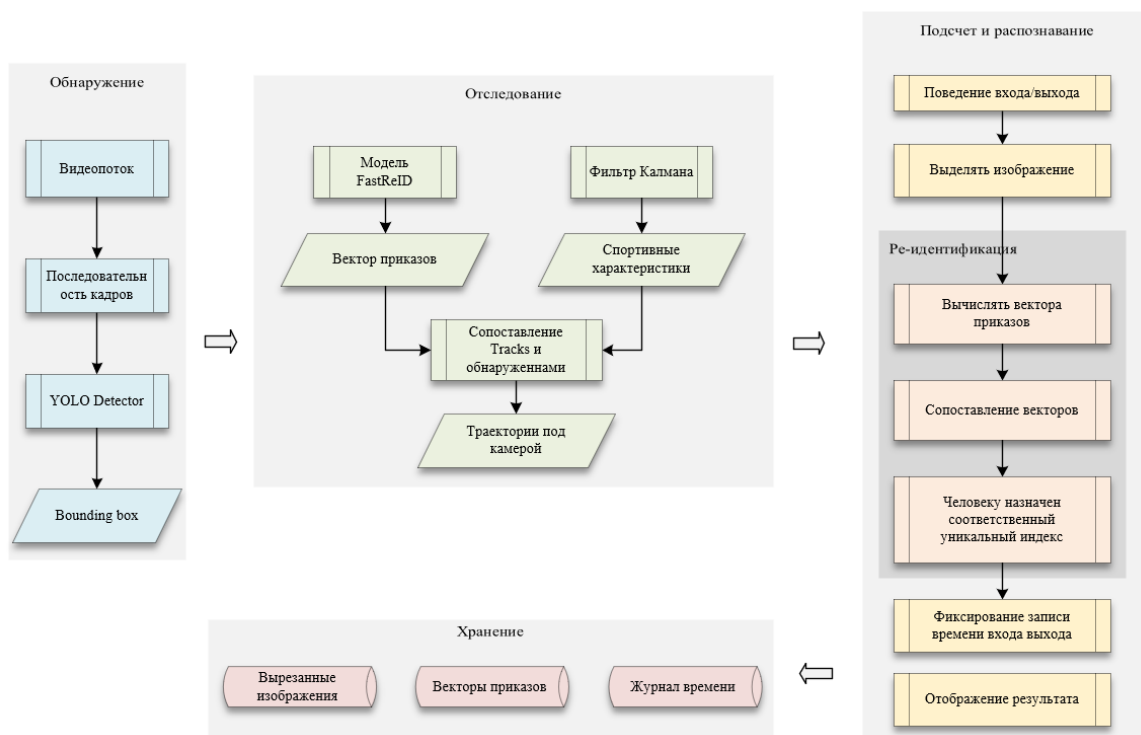 Обнаружение
Видеопоток
Последовательн
ость кадров
YOLO Detector
Bounding box
Отследование
Модель
FastReID
Фильтр Калмана
Вектор приказов
Спортивные
характеристики
Сопоставление
Tracks и
обнаруженнами
Траектории под
камерой
Подсчет и распознавание
Поведение входа/выхода
Выделять изображение
Ре-идентификация
Вычислять вектора
приказов
Сопоставление векторов
Человеку назначен
соответственный
уникальный индекс
Фиксирование записи
времени входа выхода
Отображение результата
Хранение
Вырезанные
изображения
Векторы приказов
Журнал времени